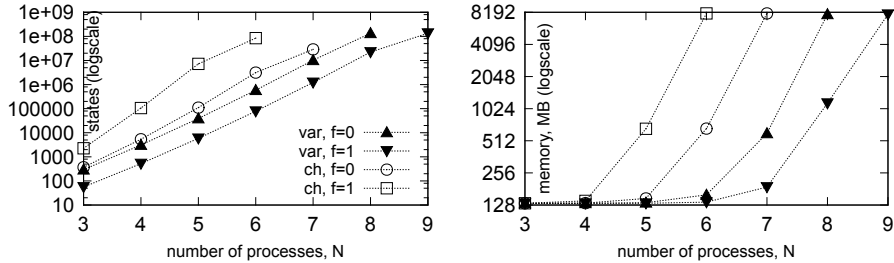 1e+09
1e+08
1e+07
1e+06
100000
10000
1000
100
10
states (logscale)
var, f=0
var, f=1
ch, f=0
ch, f=1
3 4 5 6 7 8 9
number of processes, N
8192
4096
2048
1024
512
256
128
memory, MB (logscale)
3 4 5 6 7 8 9
number of processes, N